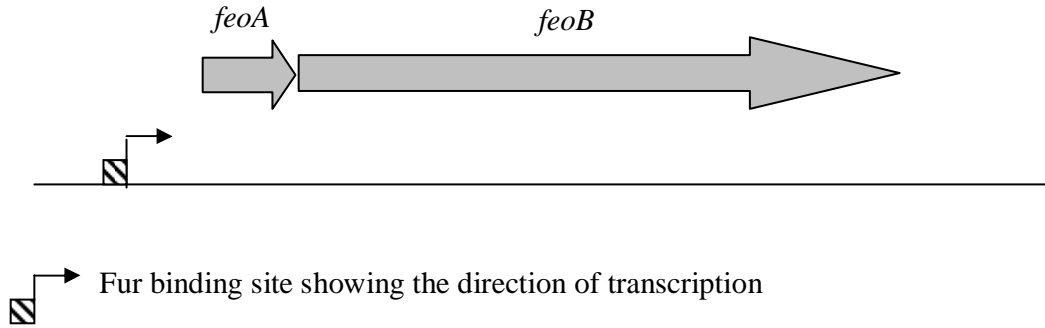 feoA feoB
Fur binding site showing the direction of transcription